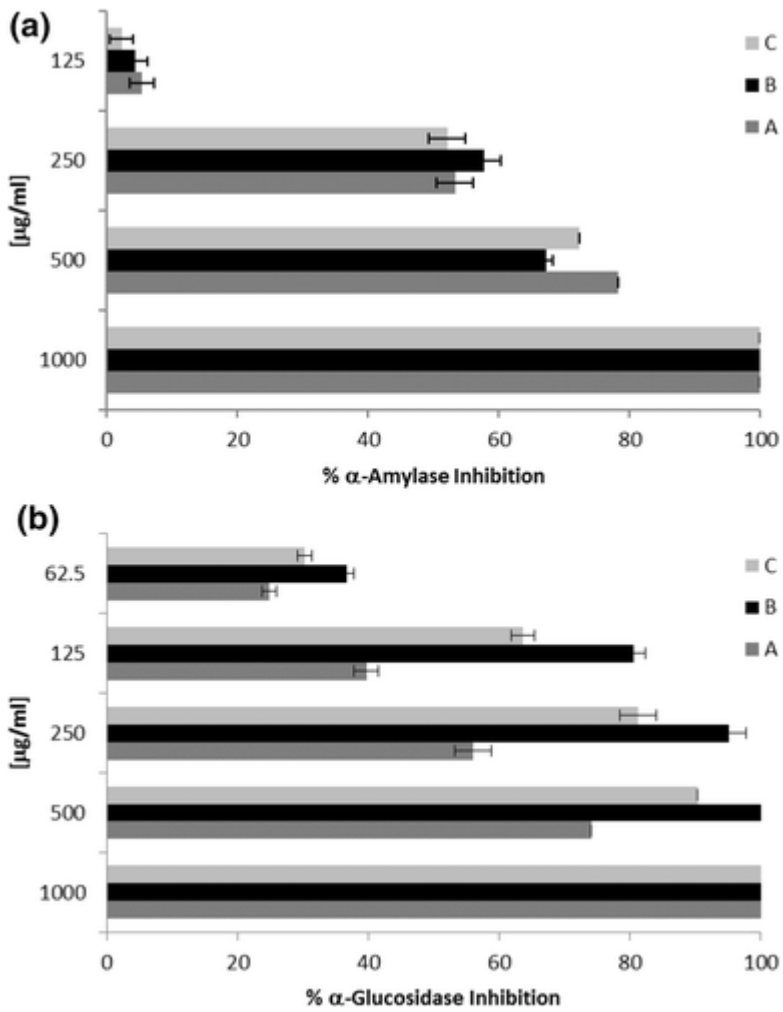 (a)
C
B
A
125
250
500
1000
[µg/ml]
0 20 40 60 80 100
% α-Amylase Inhibition
(b)
C
B
A
62.5
125
250
500
1000
[µg/ml]
0 20 40 60 80 100
% α-Glucosidase Inhibition